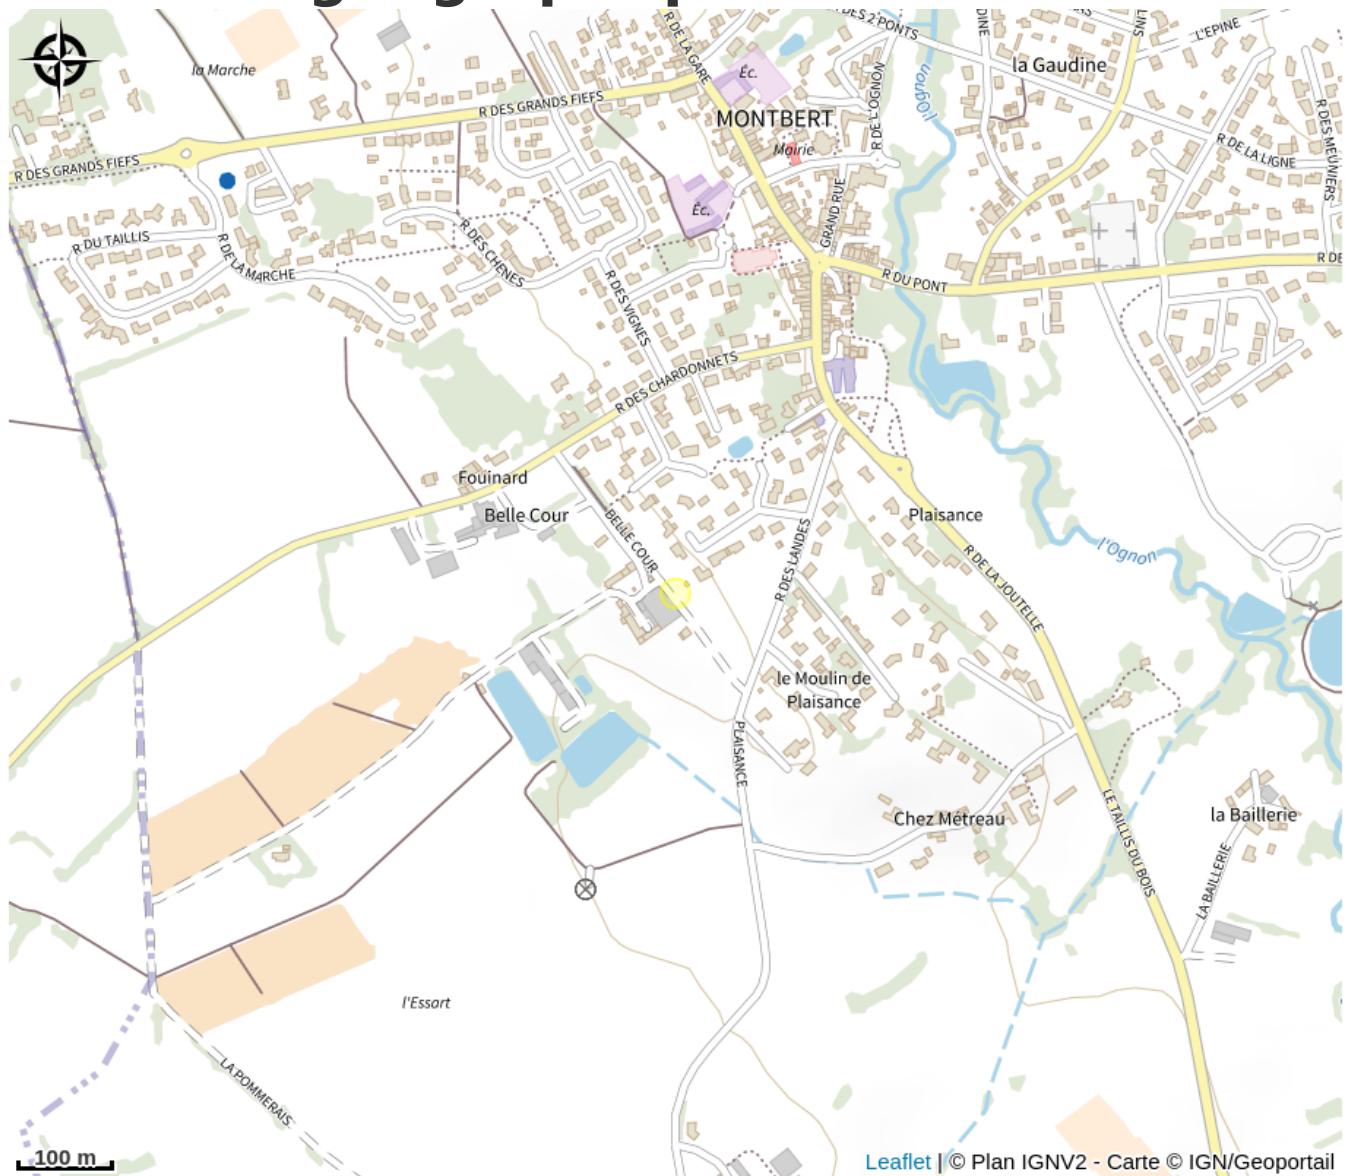 R DE LA GARE
R DES 2 PONTS
L'EPINE
la Marche
Éc.
la Gaudine
l'Ognon
R DES GRANDS FIEFS
MONTBERT
R DE L'OGNON
R DES MEUNIERS
Mairie
R DE LA LIGNE
R DES GRANDS FIEFS
Éc.
GRAND RUE
R DU TAILLIS
R DE LA MARCHE
R DES CHENES
R DU PONT
R DES VIGNES
R DES CHARDONNETS
Fouinard
Belle Cour
BELLE COUR
Plaisance
R DES LANDES
l'Ognon
R DE LA JOUTELLE
le Moulin de
Plaisance
PLAISANCE
Chez Métreau
LE TAILLIS DU BOIS
la Baillerie
LA BAILLERIE
l'Essart
LA POMMERAIS
100 m
Leaflet | © Plan IGNV2 - Carte © IGN/Geoportail